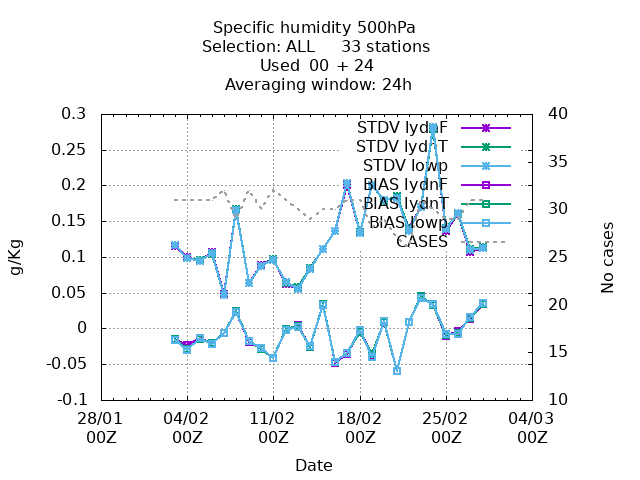 Specific humidity 500hPa
Selection: ALL 33 stations
Used 00 + 24
Averaging window: 24h
0.3
0.25
0.2
0.15
0.1
0.05
0
-0.05
-0.1
g/Kg
40
35
30
25
20
15
10
No cases
STDV lydnF
STDV lydnT
STDV lowp
BIAS lydnF
BIAS lydnT
BIAS lowp
CASES
28/01 04/02 11/02 18/02 25/02 04/03
00Z 00Z 00Z 00Z 00Z 00Z
Date